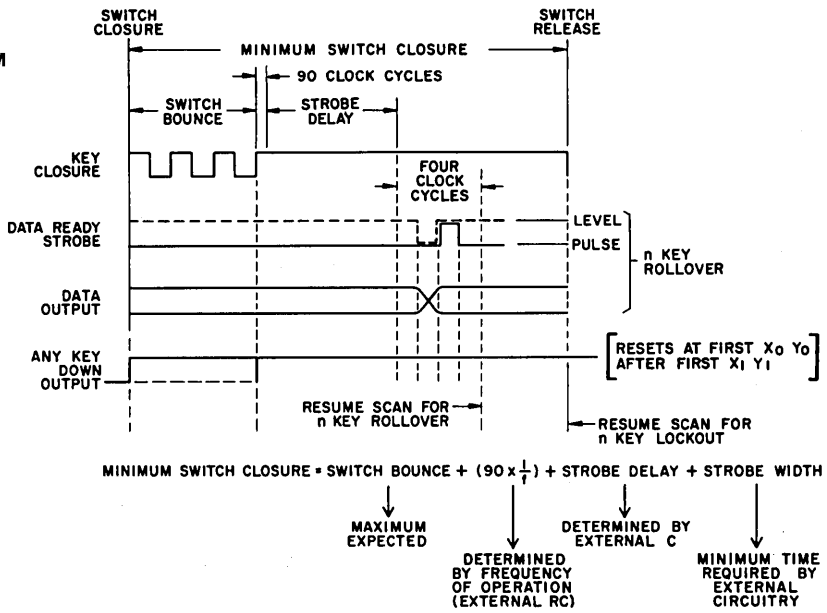 SWITCH
CLOSURE
SWITCH
RELEASE
M
MINIMUM SWITCH CLOSURE
90 CLOCK CYCLES
SWITCH
BOUNCE
STROBE
DELAY
KEY
CLOSURE
FOUR
CLOCK
CYCLES
DATA READY
STROBE
LEVEL
PULSE
n KEY
ROLLOVER
DATA
OUTPUT
ANY KEY
DOWN
OUTPUT
[RESETS AT FIRST X0 Y0
AFTER FIRST X1 Y1]
RESUME SCAN FOR
n KEY ROLLOVER
RESUME SCAN FOR
n KEY LOCKOUT
MINIMUM SWITCH CLOSURE = SWITCH BOUNCE + (90 x 1/f) + STROBE DELAY + STROBE WIDTH
MAXIMUM
EXPECTED
DETERMINED
BY FREQUENCY
OF OPERATION
(EXTERNAL RC)
DETERMINED BY
EXTERNAL C
MINIMUM TIME
REQUIRED BY
EXTERNAL
CIRCUITRY